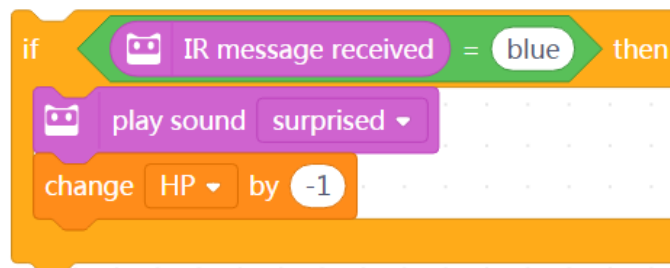 if IR message received = blue then
play sound surprised
change HP by -1